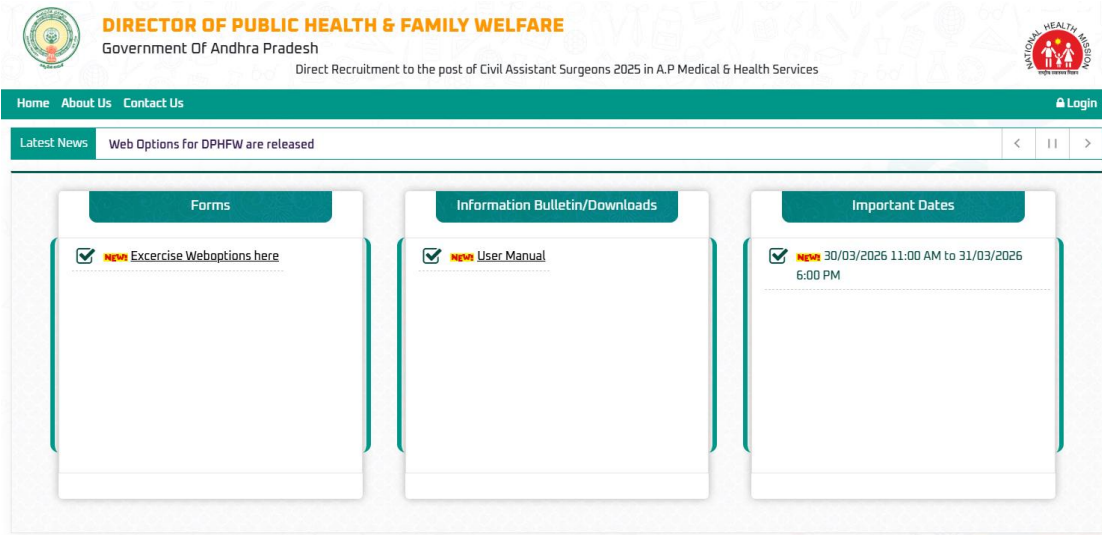 DIRECTOR OF PUBLIC HEALTH & FAMILY WELFARE
Government Of Andhra Pradesh
Direct Recruitment to the post of Civil Assistant Surgeons 2025 in A.P Medical & Health Services
NATIONAL HEALTH MISSION
Home About Us Contact Us
Login
Latest News
Web Options for DPHFW are released
Forms
NEW! Excercise Weboptions here
Information Bulletin/Downloads
NEW! User Manual
Important Dates
NEW! 30/03/2026 11:00 AM to 31/03/2026
6:00 PM